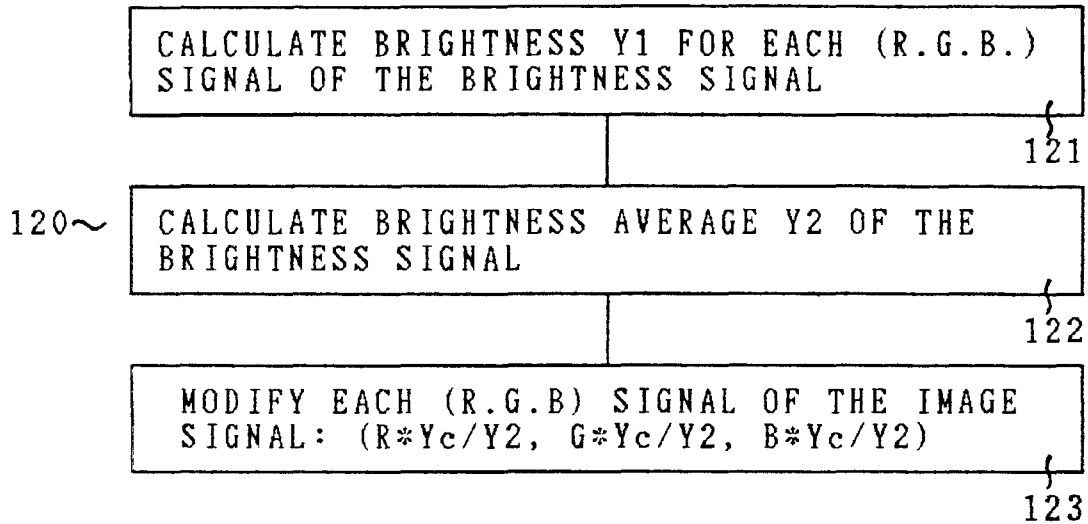 CALCULATE BRIGHTNESS Y1 FOR EACH (R.G.B.)
SIGNAL OF THE BRIGHTNESS SIGNAL
121
120~
CALCULATE BRIGHTNESS AVERAGE Y2 OF THE
BRIGHTNESS SIGNAL
122
MODIFY EACH (R.G.B) SIGNAL OF THE IMAGE
SIGNAL: (R*Yc/Y2, G*Yc/Y2, B*Yc/Y2)
123